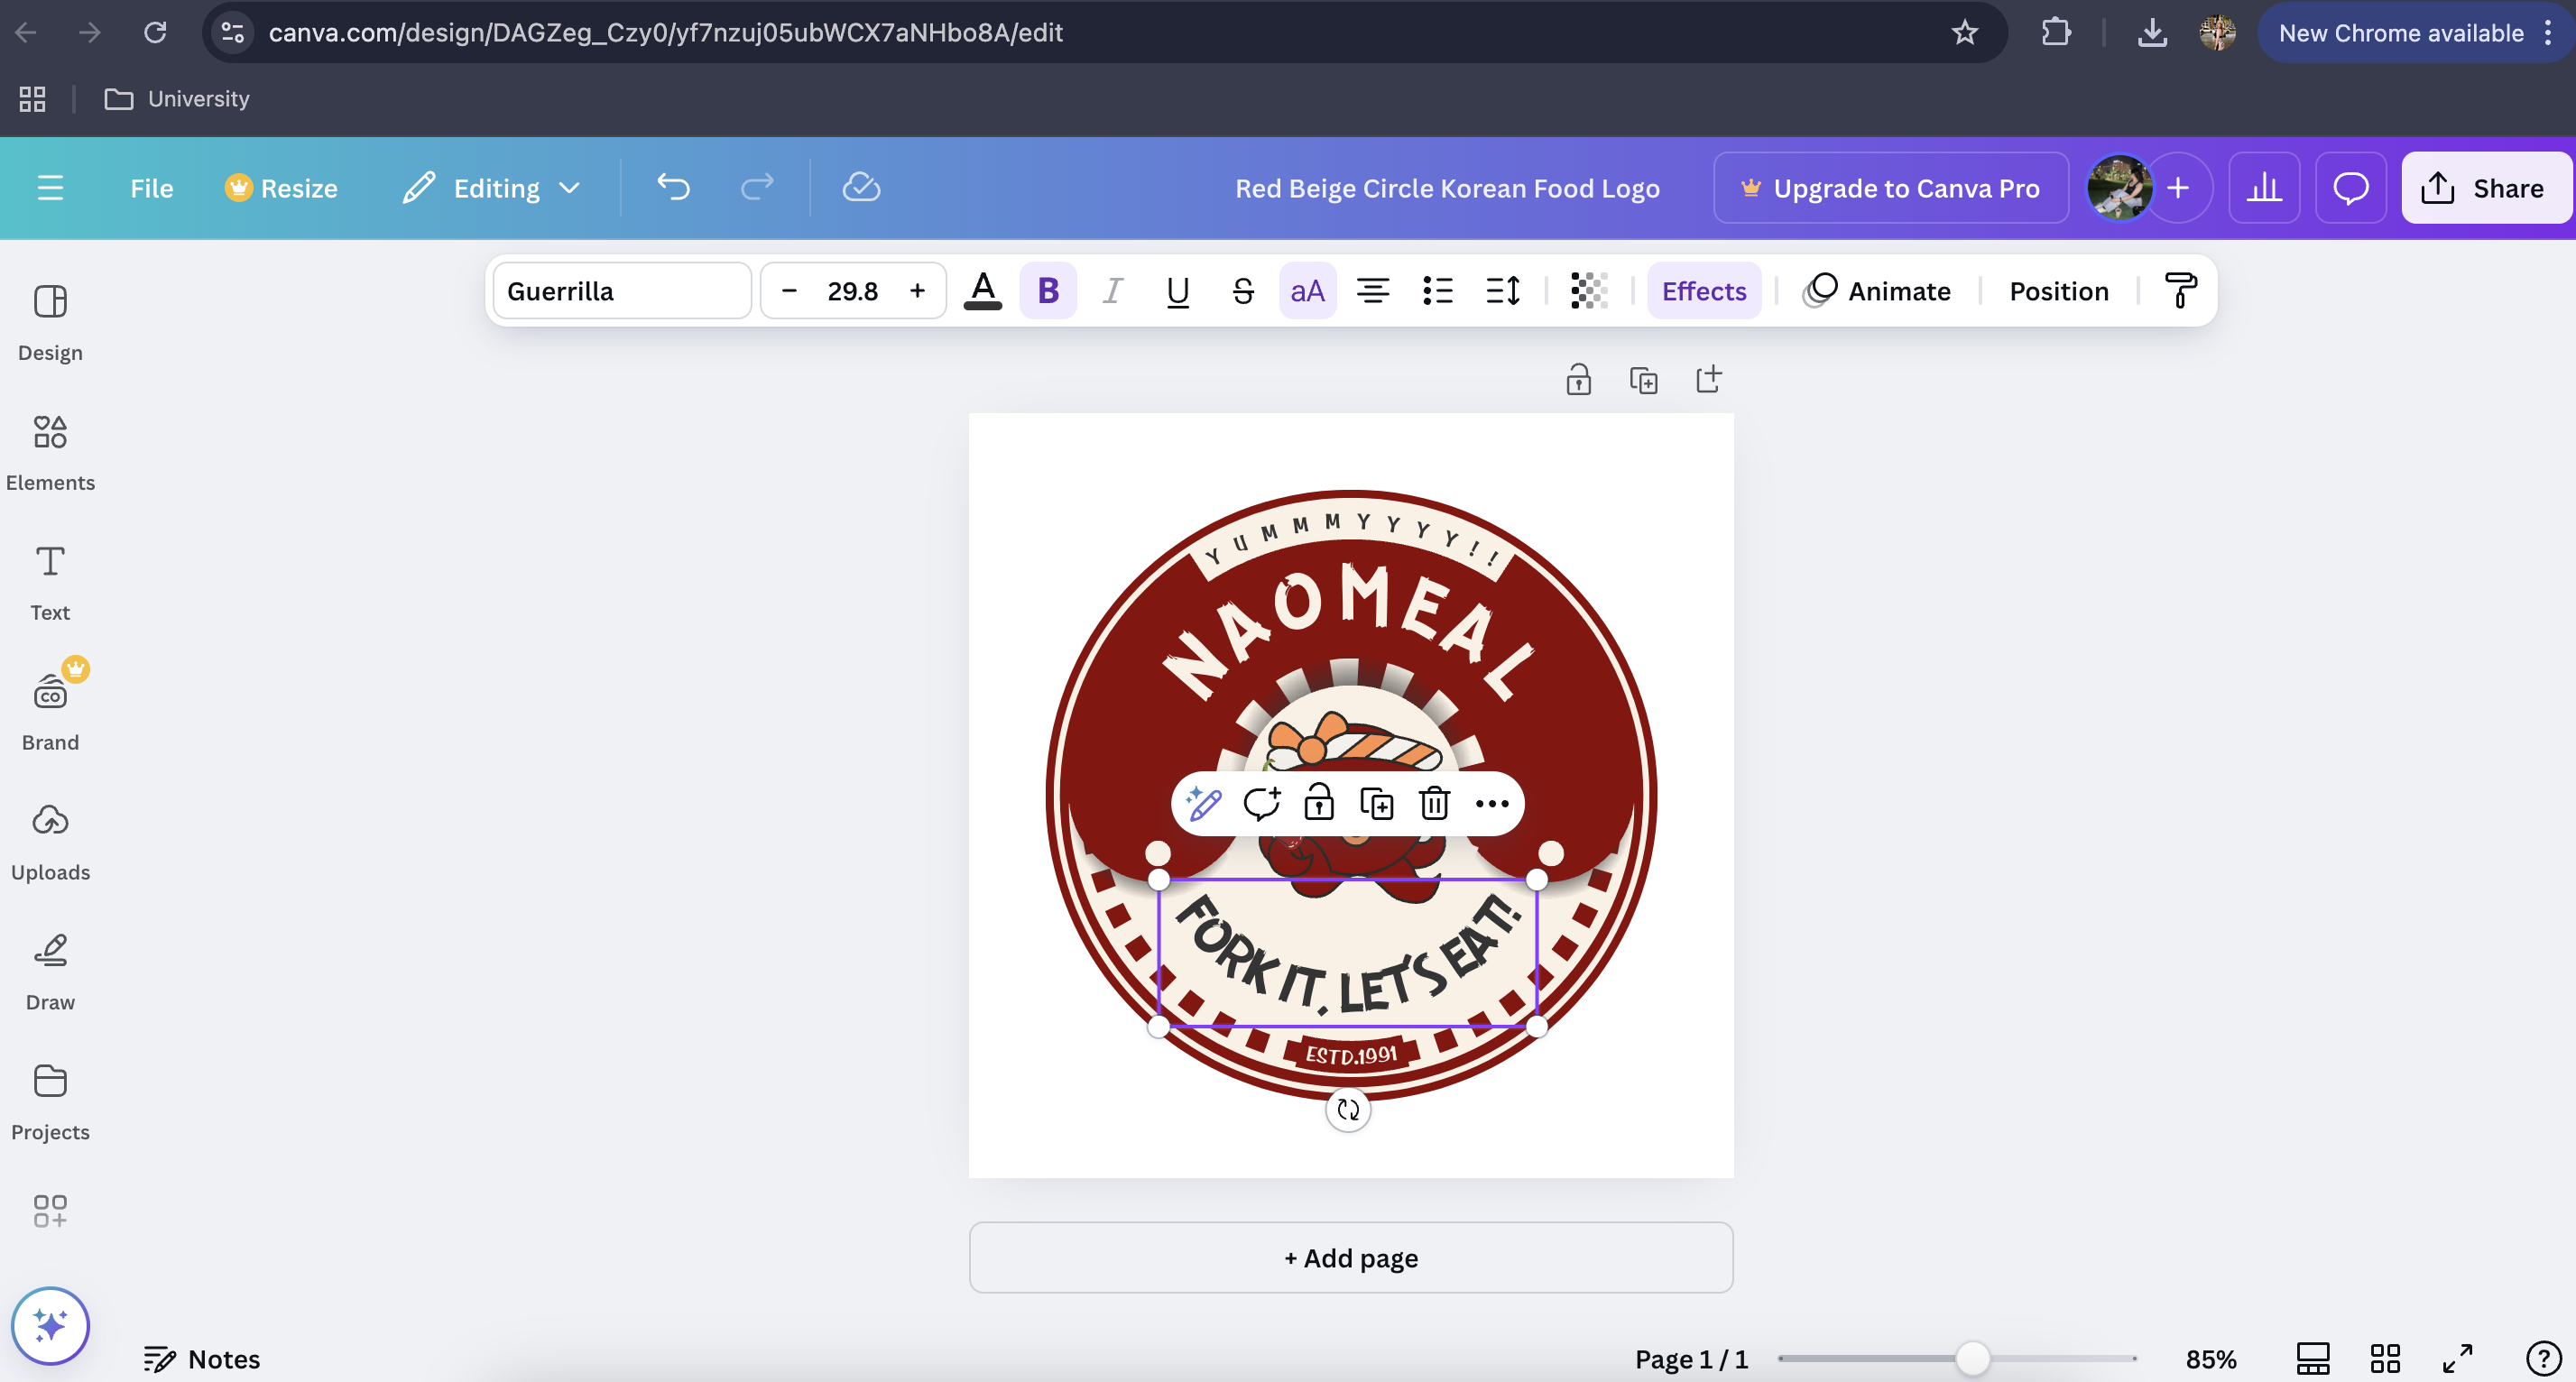 canva.com/design/DAGZeg_Czy0/yf7nzuj05ubWCX7aNHbo8A/edit
New Chrome available
University
File
Resize
Editing
Red Beige Circle Korean Food Logo
Upgrade to Canva Pro
Share
Guerrilla
− 29.8 +
A
B
I
U
S
aA
Effects
Animate
Position
Design
Elements
Text
CO
Brand
Uploads
Draw
Projects
YUMMMYYYY!!
NAOMEAL
FORK IT. LET'S EAT!
ESTD.1991
+ Add page
Notes
Page 1 / 1
85%
?